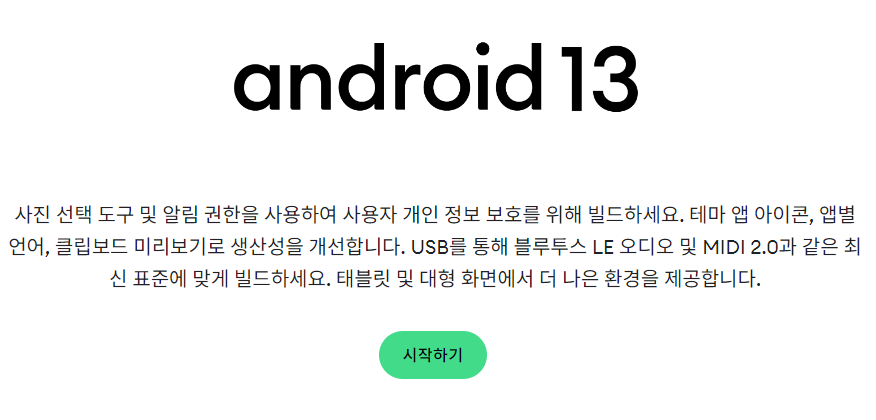 android 13
사진 선택 도구 및 알림 권한을 사용하여 사용자 개인 정보 보호를 위해 빌드하세요. 테마 앱 아이콘, 앱별
언어, 클립보드 미리보기로 생산성을 개선합니다. USB를 통해 블루투스 LE 오디오 및 MIDI 2.0과 같은 최
신 표준에 맞게 빌드하세요. 태블릿 및 대형 화면에서 더 나은 환경을 제공합니다.
시작하기